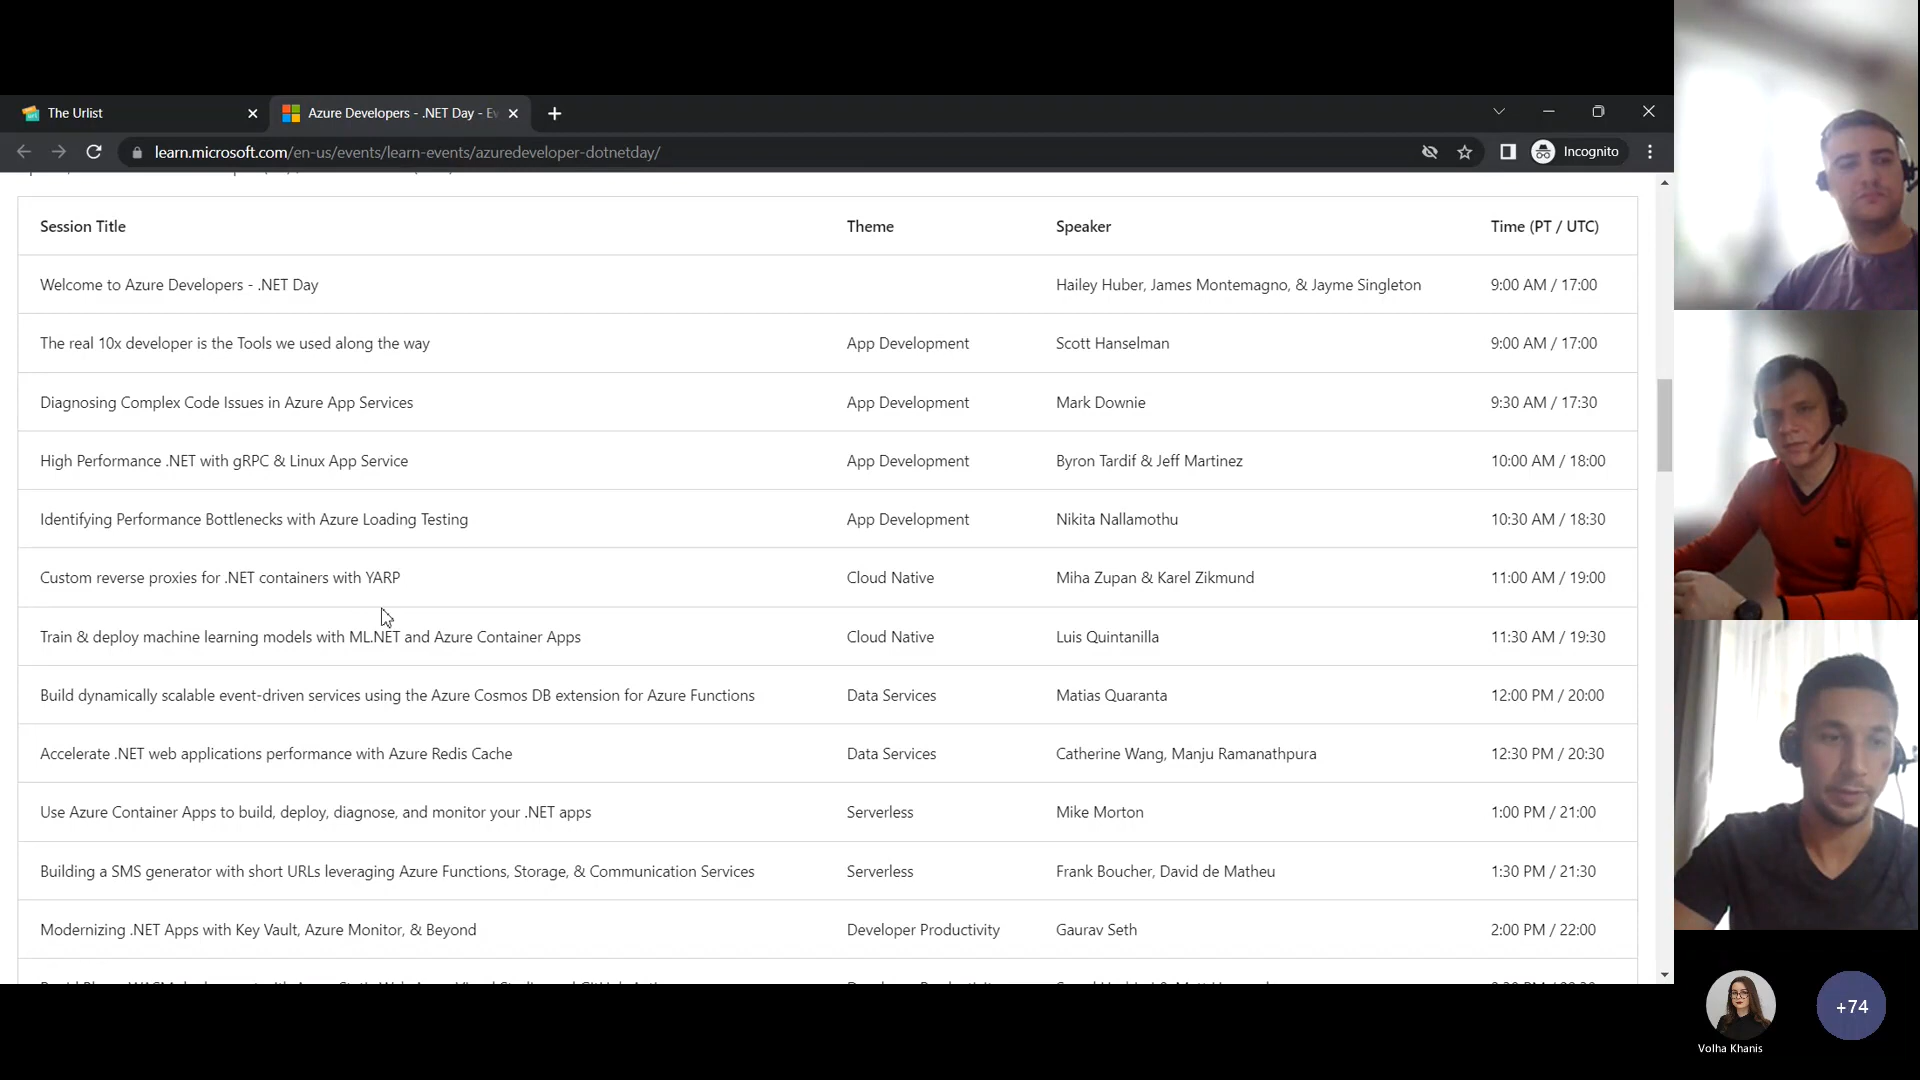 The Urlist
Azure Developers - .NET Day - Ev
learn.microsoft.com/en-us/events/learn-events/azuredeveloper-dotnetday/
Incognito
Session Title Theme Speaker Time (PT / UTC)
Welcome to Azure Developers - .NET Day Hailey Huber, James Montemagno, & Jayme Singleton 9:00 AM / 17:00
The real 10x developer is the Tools we used along the way App Development Scott Hanselman 9:00 AM / 17:00
Diagnosing Complex Code Issues in Azure App Services App Development Mark Downie 9:30 AM / 17:30
High Performance .NET with gRPC & Linux App Service App Development Byron Tardif & Jeff Martinez 10:00 AM / 18:00
Identifying Performance Bottlenecks with Azure Loading Testing App Development Nikita Nallamothu 10:30 AM / 18:30
Custom reverse proxies for .NET containers with YARP Cloud Native Miha Zupan & Karel Zikmund 11:00 AM / 19:00
Train & deploy machine learning models with ML.NET and Azure Container Apps Cloud Native Luis Quintanilla 11:30 AM / 19:30
Build dynamically scalable event-driven services using the Azure Cosmos DB extension for Azure Functions Data Services Matias Quaranta 12:00 PM / 20:00
Accelerate .NET web applications performance with Azure Redis Cache Data Services Catherine Wang, Manju Ramanathpura 12:30 PM / 20:30
Use Azure Container Apps to build, deploy, diagnose, and monitor your .NET apps Serverless Mike Morton 1:00 PM / 21:00
Building a SMS generator with short URLs leveraging Azure Functions, Storage, & Communication Services Serverless Frank Boucher, David de Matheu 1:30 PM / 21:30
Modernizing .NET Apps with Key Vault, Azure Monitor, & Beyond Developer Productivity Gaurav Seth 2:00 PM / 22:00
+74
Volha Khanis